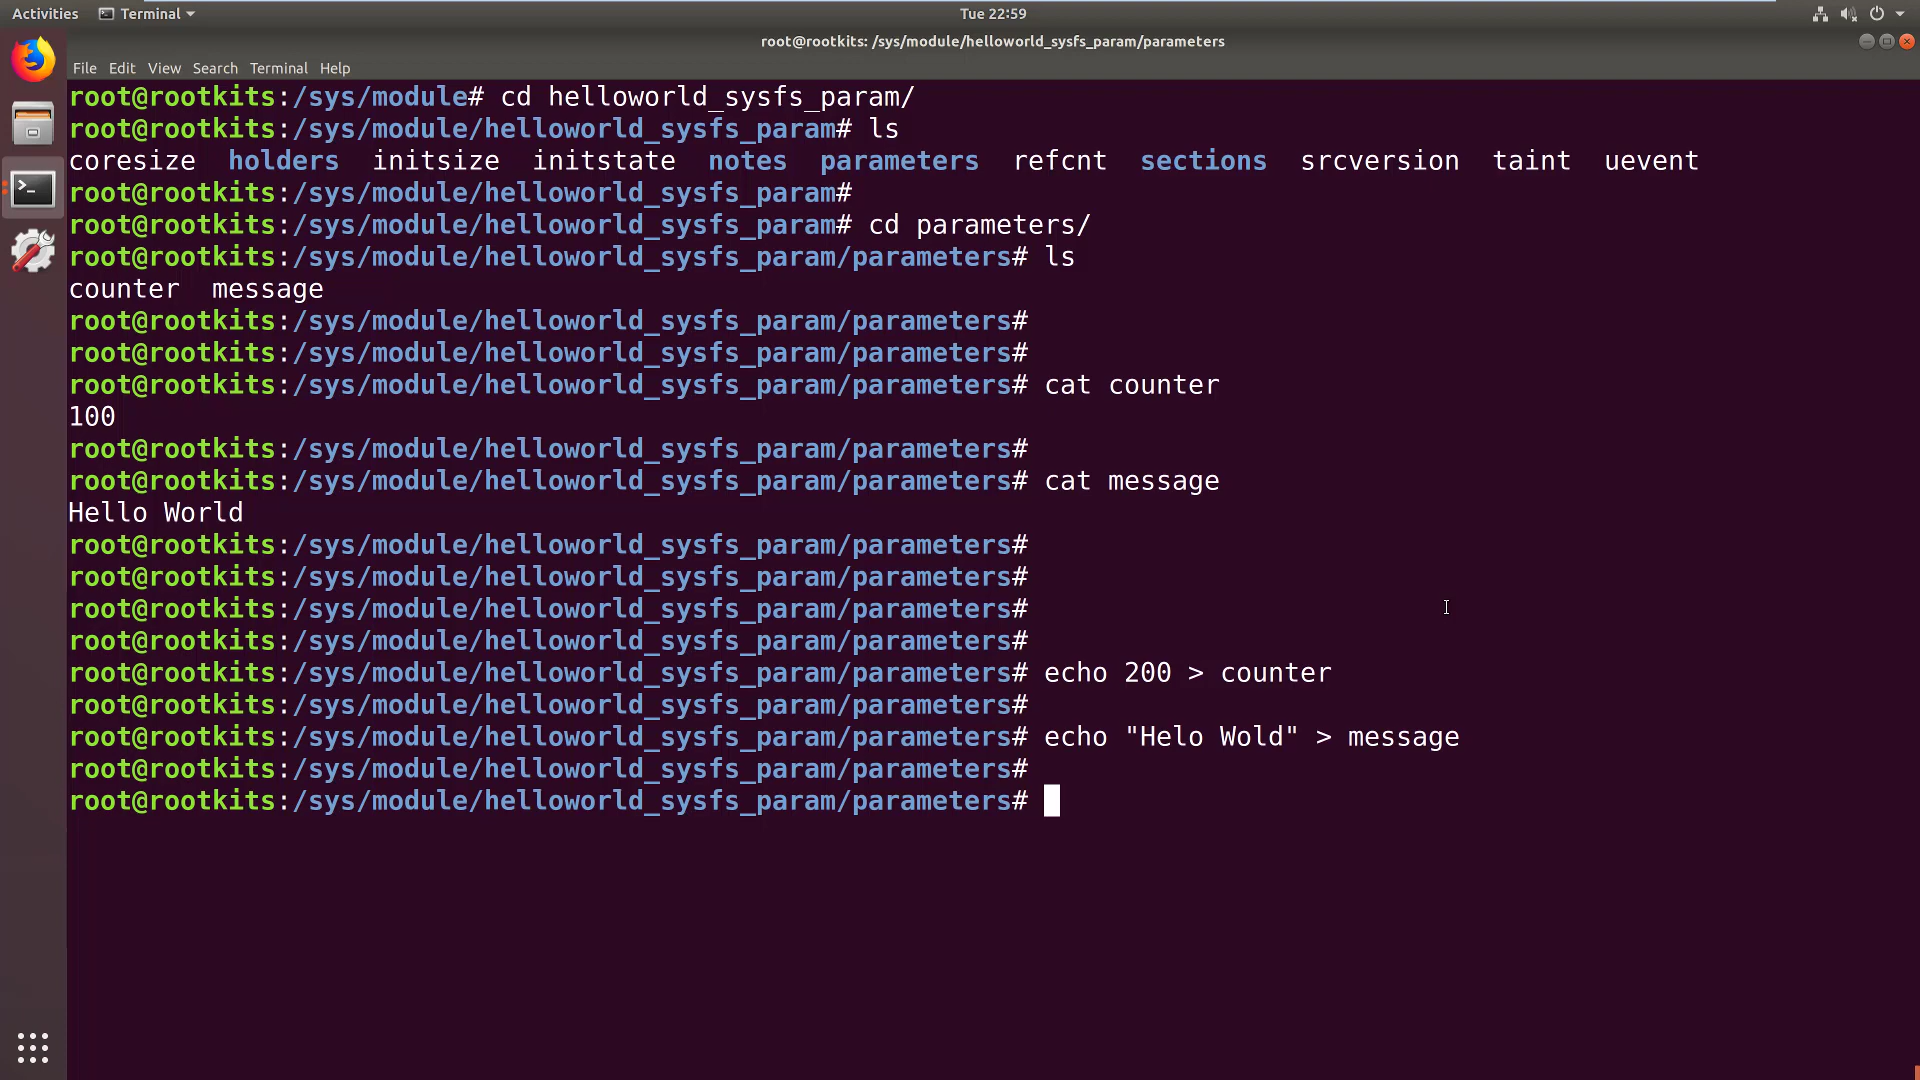 Activities Terminal Tue 22:59
root@rootkits: /sys/module/helloworld_sysfs_param/parameters
File Edit View Search Terminal Help
root@rootkits:/sys/module# cd helloworld_sysfs_param/
root@rootkits:/sys/module/helloworld_sysfs_param# ls
coresize holders initsize initstate notes parameters refcnt sections srcversion taint uevent
root@rootkits:/sys/module/helloworld_sysfs_param#
root@rootkits:/sys/module/helloworld_sysfs_param# cd parameters/
root@rootkits:/sys/module/helloworld_sysfs_param/parameters# ls
counter message
root@rootkits:/sys/module/helloworld_sysfs_param/parameters#
root@rootkits:/sys/module/helloworld_sysfs_param/parameters#
root@rootkits:/sys/module/helloworld_sysfs_param/parameters# cat counter
100
root@rootkits:/sys/module/helloworld_sysfs_param/parameters#
root@rootkits:/sys/module/helloworld_sysfs_param/parameters# cat message
Hello World
root@rootkits:/sys/module/helloworld_sysfs_param/parameters#
root@rootkits:/sys/module/helloworld_sysfs_param/parameters#
root@rootkits:/sys/module/helloworld_sysfs_param/parameters#
root@rootkits:/sys/module/helloworld_sysfs_param/parameters#
root@rootkits:/sys/module/helloworld_sysfs_param/parameters# echo 200 > counter
root@rootkits:/sys/module/helloworld_sysfs_param/parameters#
root@rootkits:/sys/module/helloworld_sysfs_param/parameters# echo "Helo Wold" > message
root@rootkits:/sys/module/helloworld_sysfs_param/parameters#
root@rootkits:/sys/module/helloworld_sysfs_param/parameters#